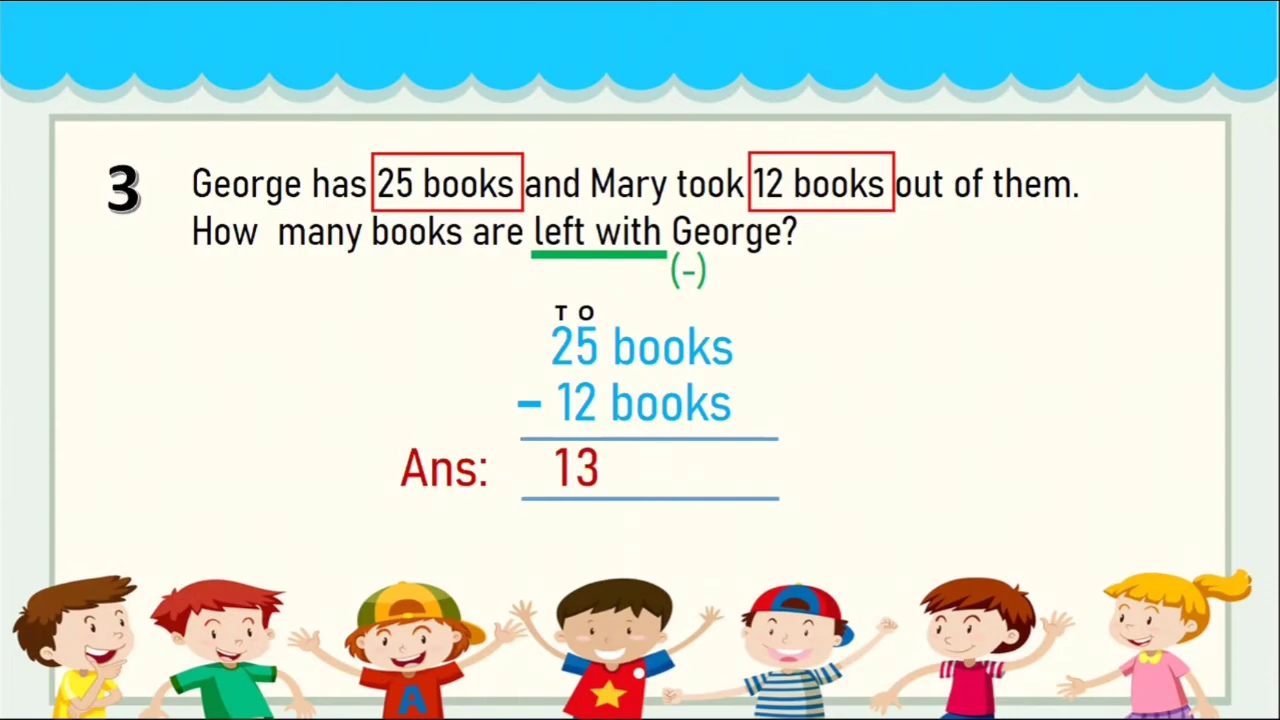 3 George has 25 books and Mary took 12 books out of them.
How many books are left with George?
(-)
T O
25 books
- 12 books
Ans: 13
A